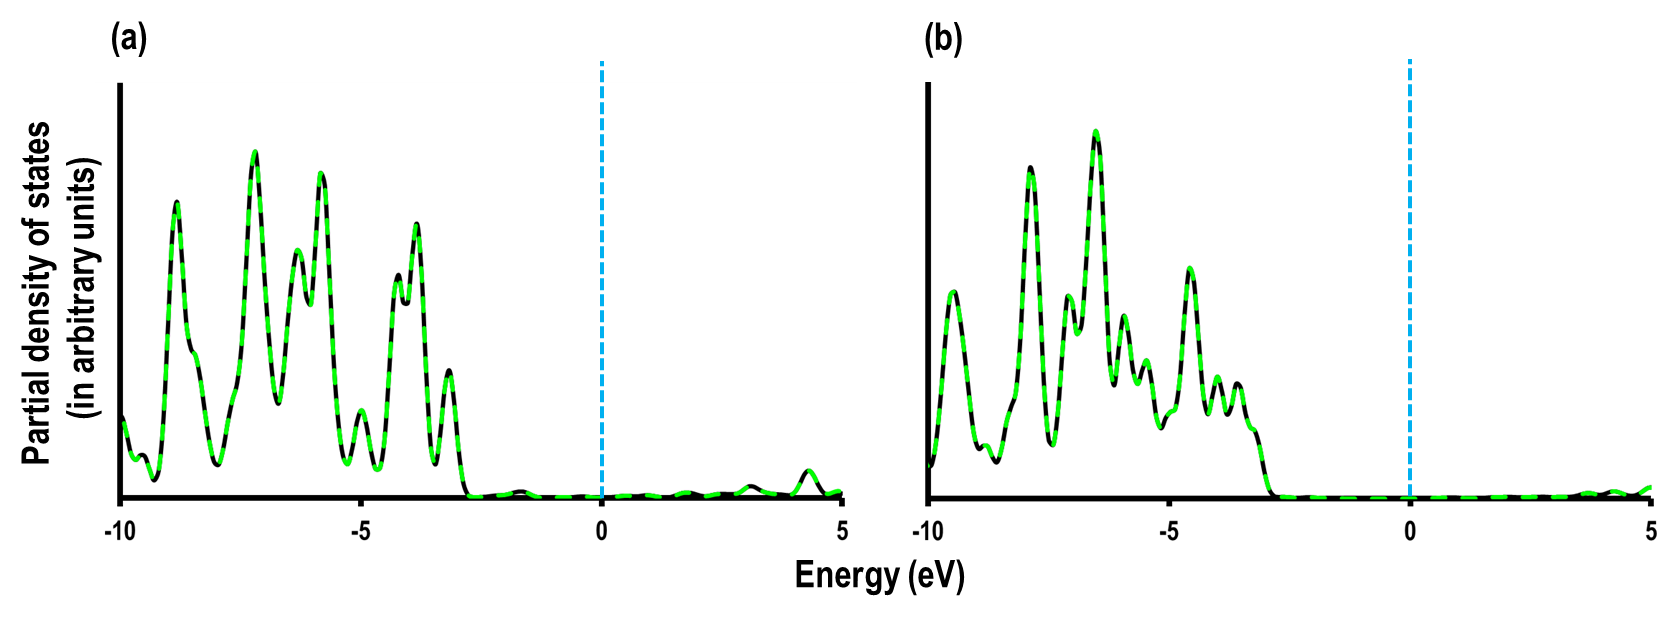 (a)
(b)
Partial density of states
(in arbitrary units)
-10
-5
0
5
-10
-5
0
5
Energy (eV)